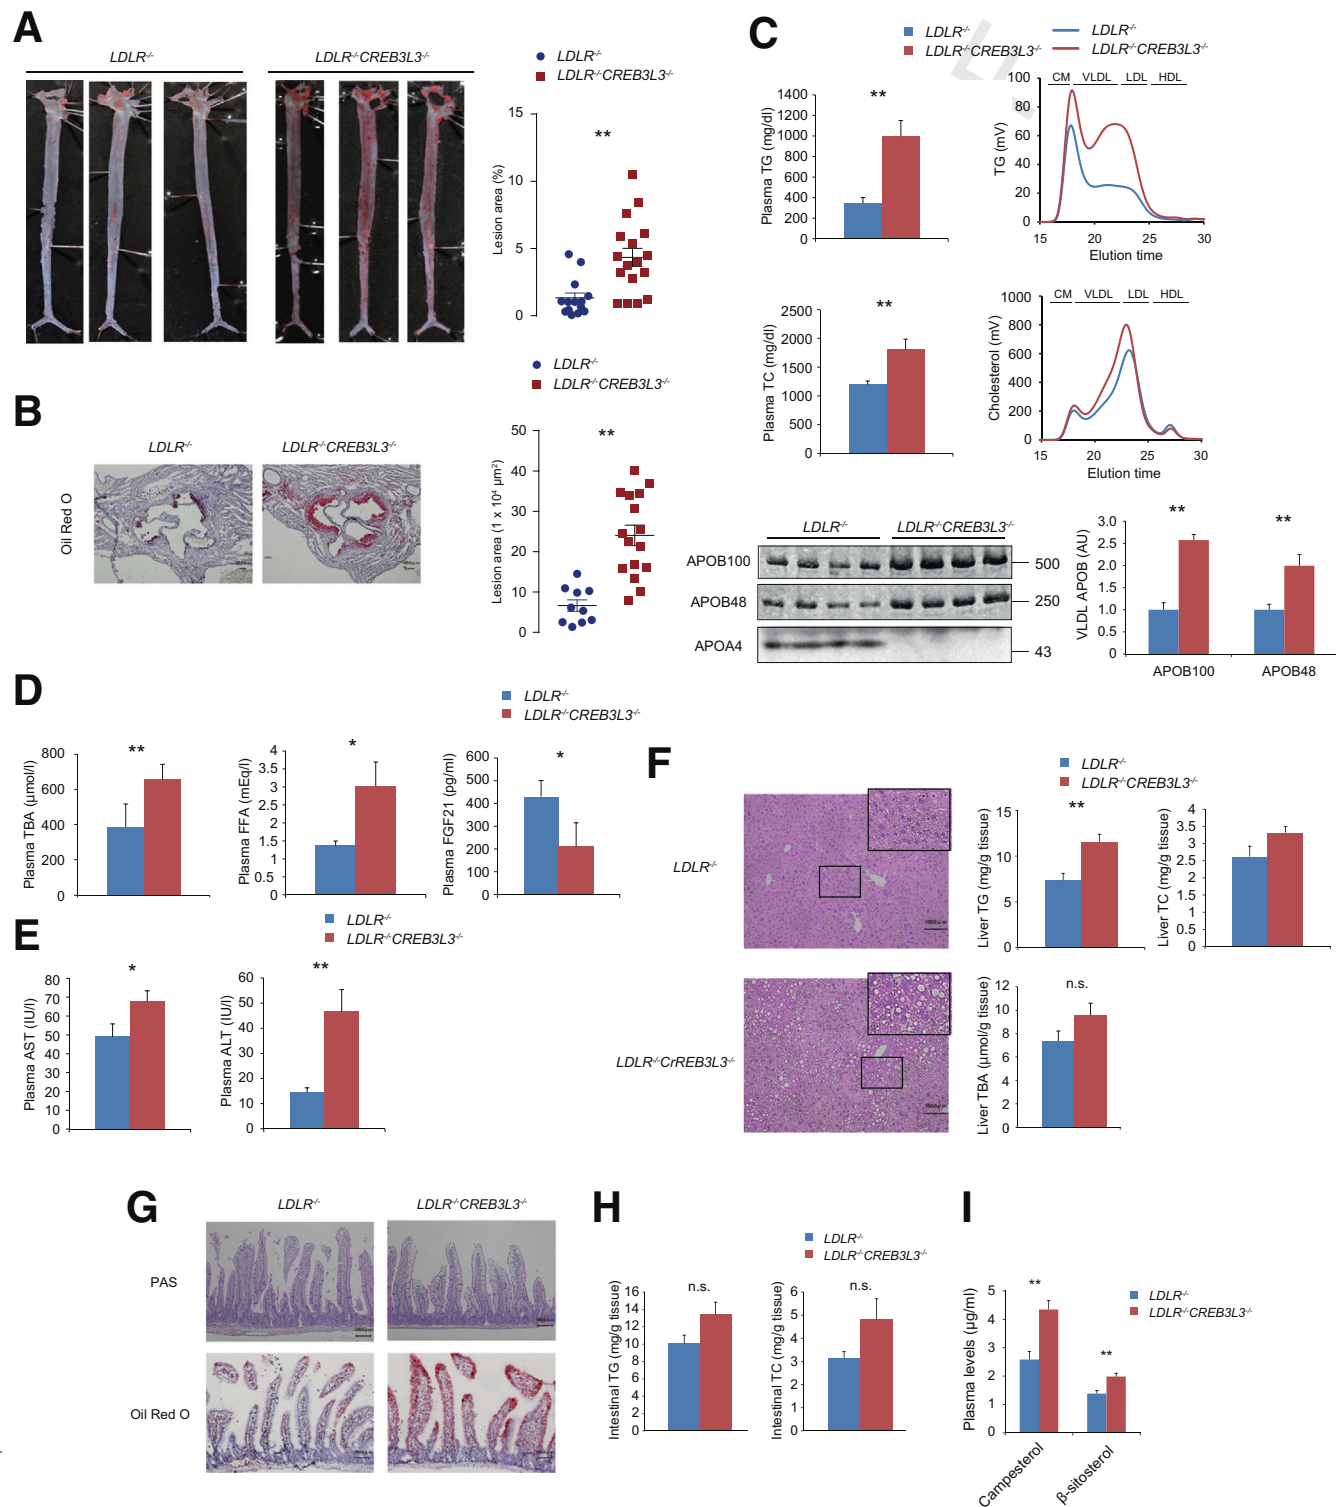 A
LDLR-/-
LDLR-/-CREB3L3-/-
LDLR-/-
LDLR-/-CREB3L3-/-
15
10
5
0
Lesion area (%)
**
B
LDLR-/-
LDLR-/-CREB3L3-/-
Oil Red O
LDLR-/-
LDLR-/-CREB3L3-/-
50
40
30
20
10
0
Lesion area (1 x 10⁴ µm²)
**
C
LDLR-/-
LDLR-/-CREB3L3-/-
LDLR-/-
LDLR-/-CREB3L3-/-
1400
1200
1000
800
600
400
200
0
Plasma TG (mg/dl)
**
CM VLDL LDL HDL
100
80
60
40
20
0
TG (mV)
15 20 25 30
Elution time
2500
2000
1500
1000
500
0
Plasma TC (mg/dl)
**
CM VLDL LDL HDL
1000
800
600
400
200
0
Cholesterol (mV)
15 20 25 30
Elution time
LDLR-/-
LDLR-/-CREB3L3-/-
APOB100
500
APOB48
250
APOA4
43
3.0
2.5
2.0
1.0
0.5
0
VLDL APOB (AU)
**
**
APOB100 APOB48
D
LDLR-/-
LDLR-/-CREB3L3-/-
800
600
400
200
0
Plasma TBA (µmol/l)
**
4
3.5
3
2.5
2
1.5
1
0.5
0
Plasma FFA (mEq/l)
*
600
500
400
300
200
100
0
Plasma FGF21 (pg/ml)
*
E
LDLR-/-
LDLR-/-CREB3L3-/-
80
70
60
50
40
30
20
10
0
Plasma AST (IU/l)
*
60
50
40
30
20
10
0
Plasma ALT (IU/l)
**
F
LDLR-/-
LDLR-/-CREB3L3-/-
LDLR-/-
LDLR-/-CrREB3L3-/-
15
10
5
0
Liver TG (mg/g tissue)
**
4
3.5
3
2.5
2
1.5
1
0.5
0
Liver TC (mg/g tissue)
12
10
8
6
4
2
0
Liver TBA (µmol/g tissue)
n.s.
G
LDLR-/-
LDLR-/-CREB3L3-/-
PAS
Oil Red O
H
LDLR-/-
LDLR-/-CREB3L3-/-
16
14
12
10
8
6
4
2
0
Intestinal TG (mg/g tissue)
n.s.
6
5
4
3
2
1
0
Intestinal TC (mg/g tissue)
n.s.
I
LDLR-/-
LDLR-/-CREB3L3-/-
5
4
3
2
1
0
Plasma levels (µg/ml)
**
**
Campesterol
β-sitosterol